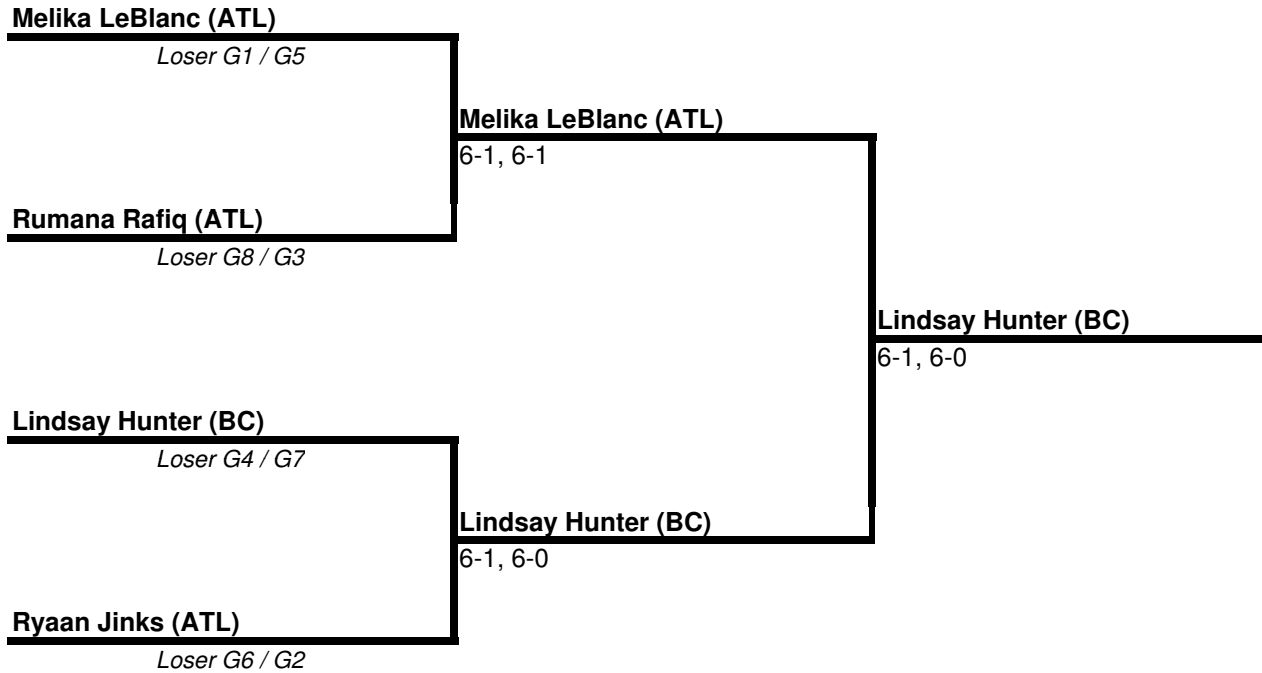 Melika LeBlanc (ATL)
Loser G1 / G5
Melika LeBlanc (ATL)
6-1, 6-1
Rumana Rafiq (ATL)
Loser G8 / G3
Lindsay Hunter (BC)
6-1, 6-0
Lindsay Hunter (BC)
Loser G4 / G7
Lindsay Hunter (BC)
6-1, 6-0
Ryaan Jinks (ATL)
Loser G6 / G2